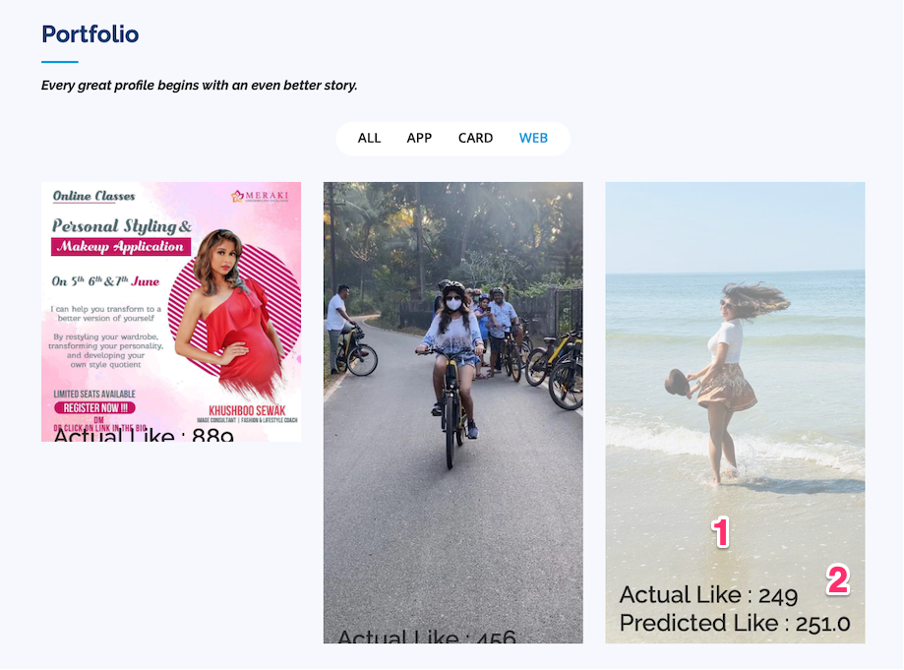 Portfolio
Every great profile begins with an even better story.
ALL APP CARD WEB
Online Classes
MERAKI
Personal Styling &
Makeup Application
On 5th 6th & 7th June
I can help you transform to a
better version of yourself
By restyling your wardrobe,
transforming your personality,
and developing your
own style quotient
LIMITED SEATS AVAILABLE
REGISTER NOW !!!
DM
OR CLICK ON LINK IN THE BIO
KHUSHBOO SEWAK
IMAGE CONSULTANT | FASHION & LIFESTYLE COACH
Actual Like : 889
Actual Like : 456
1
2
Actual Like : 249
Predicted Like : 251.0